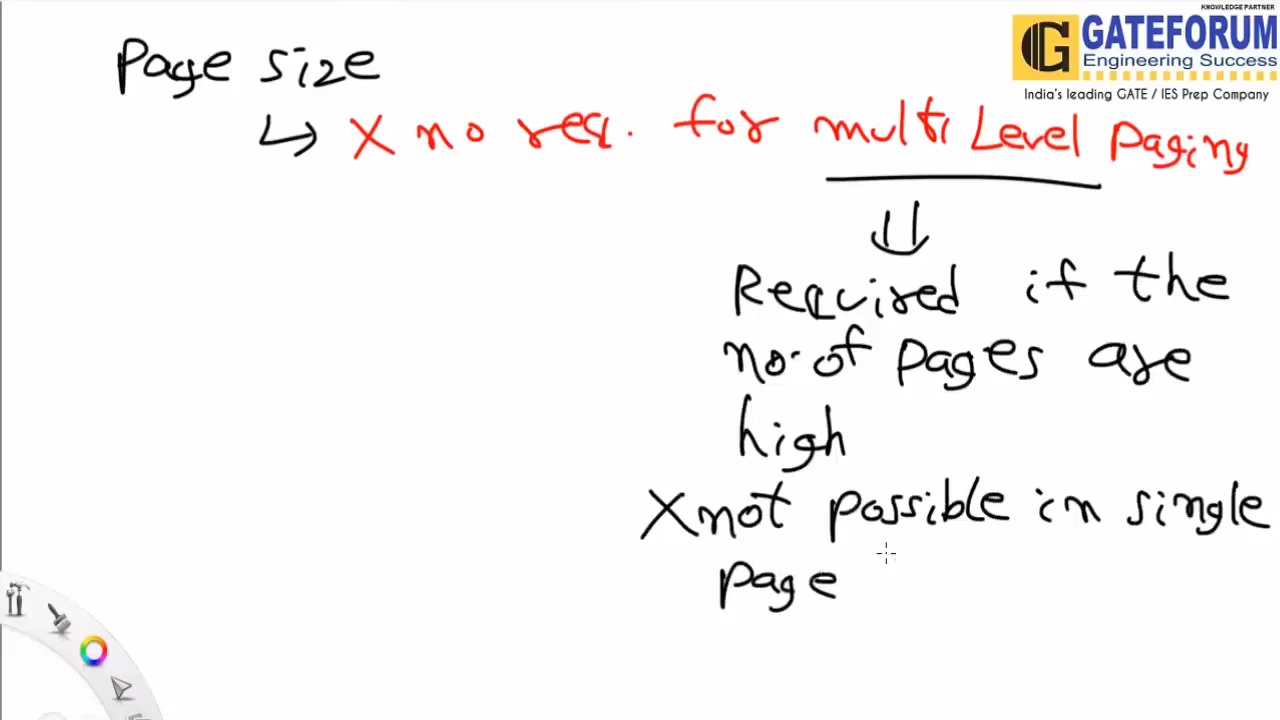 KNOWLEDGE PARTNER
GATEFORUM
Engineering Success
India's leading GATE / IES Prep Company
Page size
↳ X no req. for multi Level Paging
⇓
Required if the
no. of pages are
high
X not possible in single
page